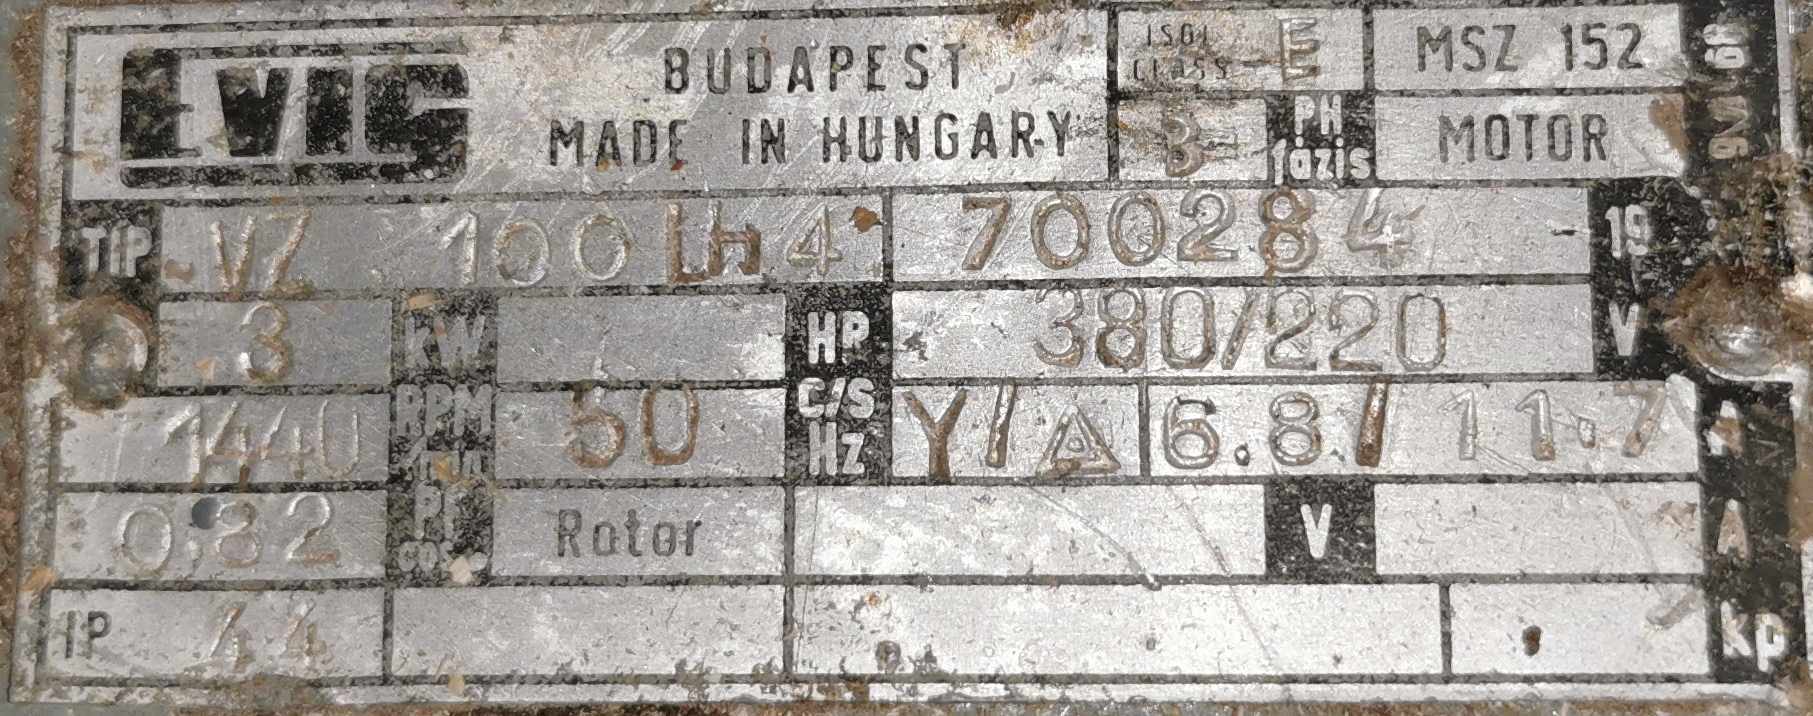 EVIG BUDAPEST ISOL CLASS E MSZ 152
MADE IN HUNGARY 3 PH fázis MOTOR
TIP VZ 100 Lh 4 700284 19
3 KW HP 380/220 V
1440 RPM 50 C/S Hz Y/Δ 6.8/11.7 A
0.82 Rotor V A
IP 44 kp